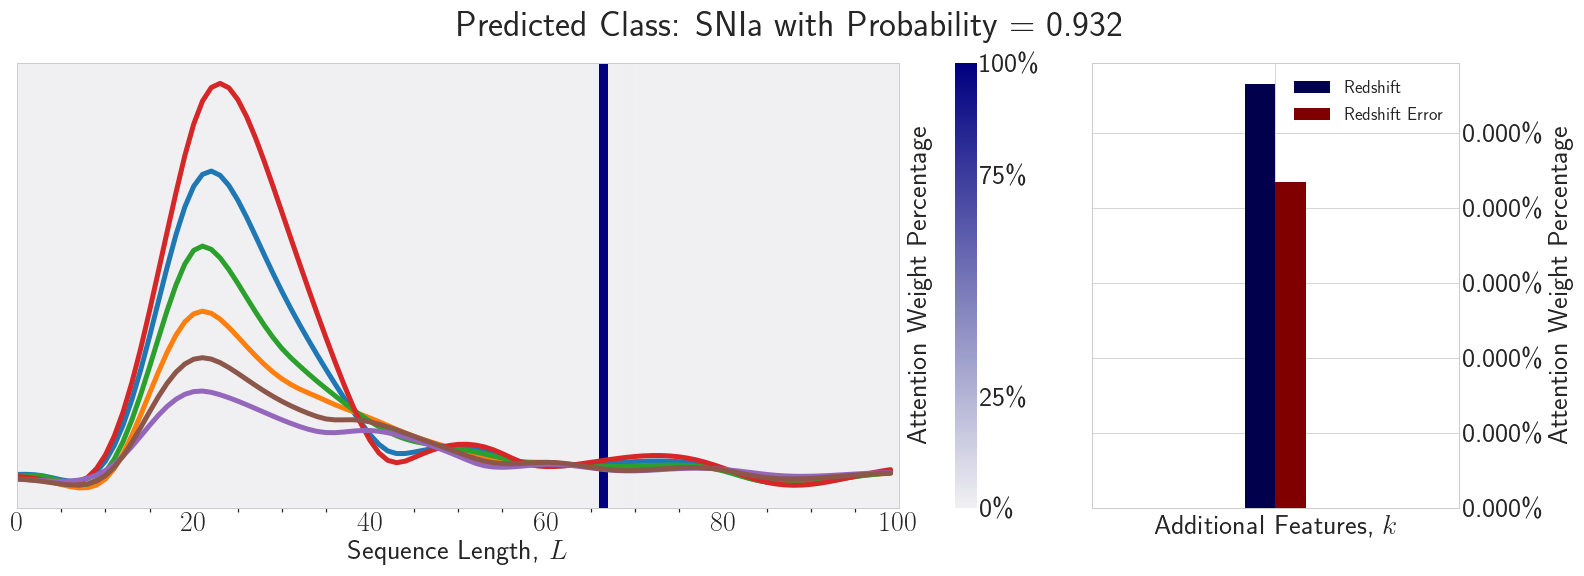 Predicted Class: SNIa with Probability = 0.932
0
20
40
60
80
100
Sequence Length, L
100%
75%
25%
0%
Attention Weight Percentage
Redshift
Redshift Error
0.000%
0.000%
0.000%
0.000%
0.000%
0.000%
Attention Weight Percentage
Additional Features, k